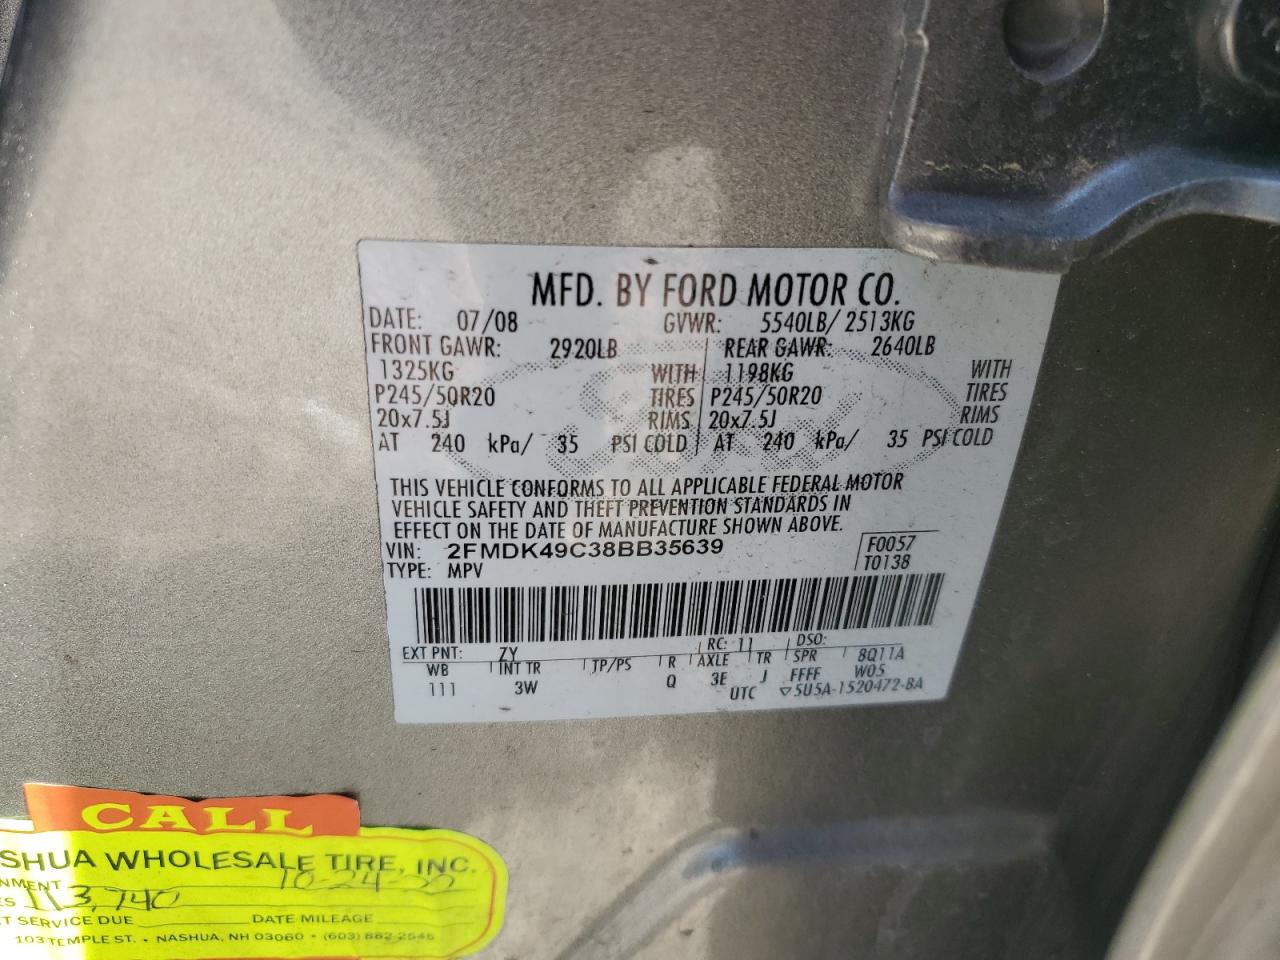 MFD. BY FORD MOTOR CO.
DATE: 07/08 GVWR: 5540LB/ 2513KG
FRONT GAWR: 2920LB REAR GAWR: 2640LB
1325KG WITH 1198KG WITH
P245/50R20 TIRES P245/50R20 TIRES
20x7.5J RIMS 20x7.5J RIMS
AT 240 kPa/ 35 PSI COLD AT 240 kPa/ 35 PSI COLD
THIS VEHICLE CONFORMS TO ALL APPLICABLE FEDERAL MOTOR
VEHICLE SAFETY AND THEFT PREVENTION STANDARDS IN
EFFECT ON THE DATE OF MANUFACTURE SHOWN ABOVE.
VIN: 2FMDK49C38BB35639 F0057
TYPE: MPV T0138
EXT PNT: ZY RC: 11 DSO:
WB INT TR TP/PS R AXLE TR SPR 8Q11A
111 3W Q 3E J FFFF W05
UTC ▽5U5A-1520472-BA
CALL
SHUA WHOLESALE TIRE, INC.
NMENT 10-24-22
ES 113,740
T SERVICE DUE DATE MILEAGE
103 TEMPLE ST. • NASHUA, NH 03060 • (603) 882-2545